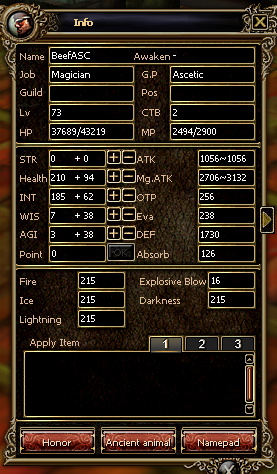 Info
Name BeefASC Awaken -
Job Magician G.P Ascetic
Guild Pos
Lv 73 CTB 2
HP 37689/43219 MP 2494/2900
STR 0 + 0 + − ATK 1056~1056
Health 210 + 94 + − Mg.ATK 2706~3132
INT 185 + 62 + − OTP 256
WIS 7 + 38 + − Eva 238
AGI 3 + 38 + − DEF 1730
Point 0 OK Absorb 126
Fire 215 Explosive Blow 16
Ice 215 Darkness 215
Lightning 215
Apply Item 1 2 3
Honor Ancient animal Namepad